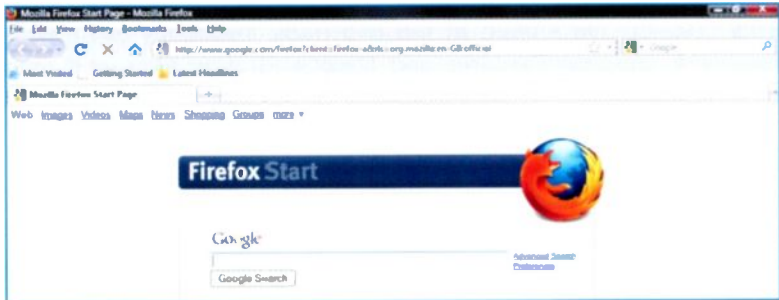 Mozilla Firefox Start Page - Mozilla Firefox
File Edit View History Bookmarks Tools Help
Google
Most Visited Getting Started Latest Headlines
Mozilla Firefox Start Page
Web Images Videos Maps News Shopping Groups more ▼
Firefox Start
Google
Advanced Search
Preferences
Google Search